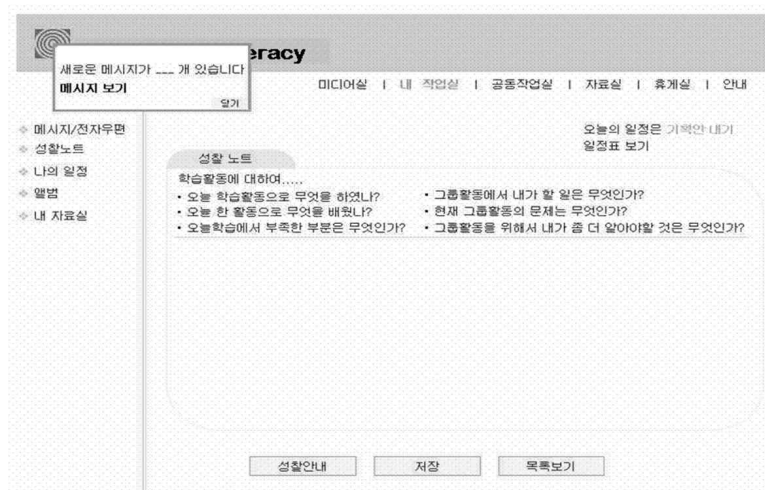 eracy
새로운 메시지가 ___ 개 있습니다
메시지 보기
닫기
미디어실 | 내 작업실 | 공동작업실 | 자료실 | 휴게실 | 안내
메시지/전자우편
성찰노트
나의 일정
앨범
내 자료실
오늘의 일정은 기획안 내기
일정표 보기
성찰 노트
학습활동에 대하여.....
• 오늘 학습활동으로 무엇을 하였나?
• 오늘 한 활동으로 무엇을 배웠나?
• 오늘학습에서 부족한 부분은 무엇인가?
• 그룹활동에서 내가 할 일은 무엇인가?
• 현재 그룹활동의 문제는 무엇인가?
• 그룹활동을 위해서 내가 좀 더 알아야할 것은 무엇인가?
성찰안내 저장 목록보기